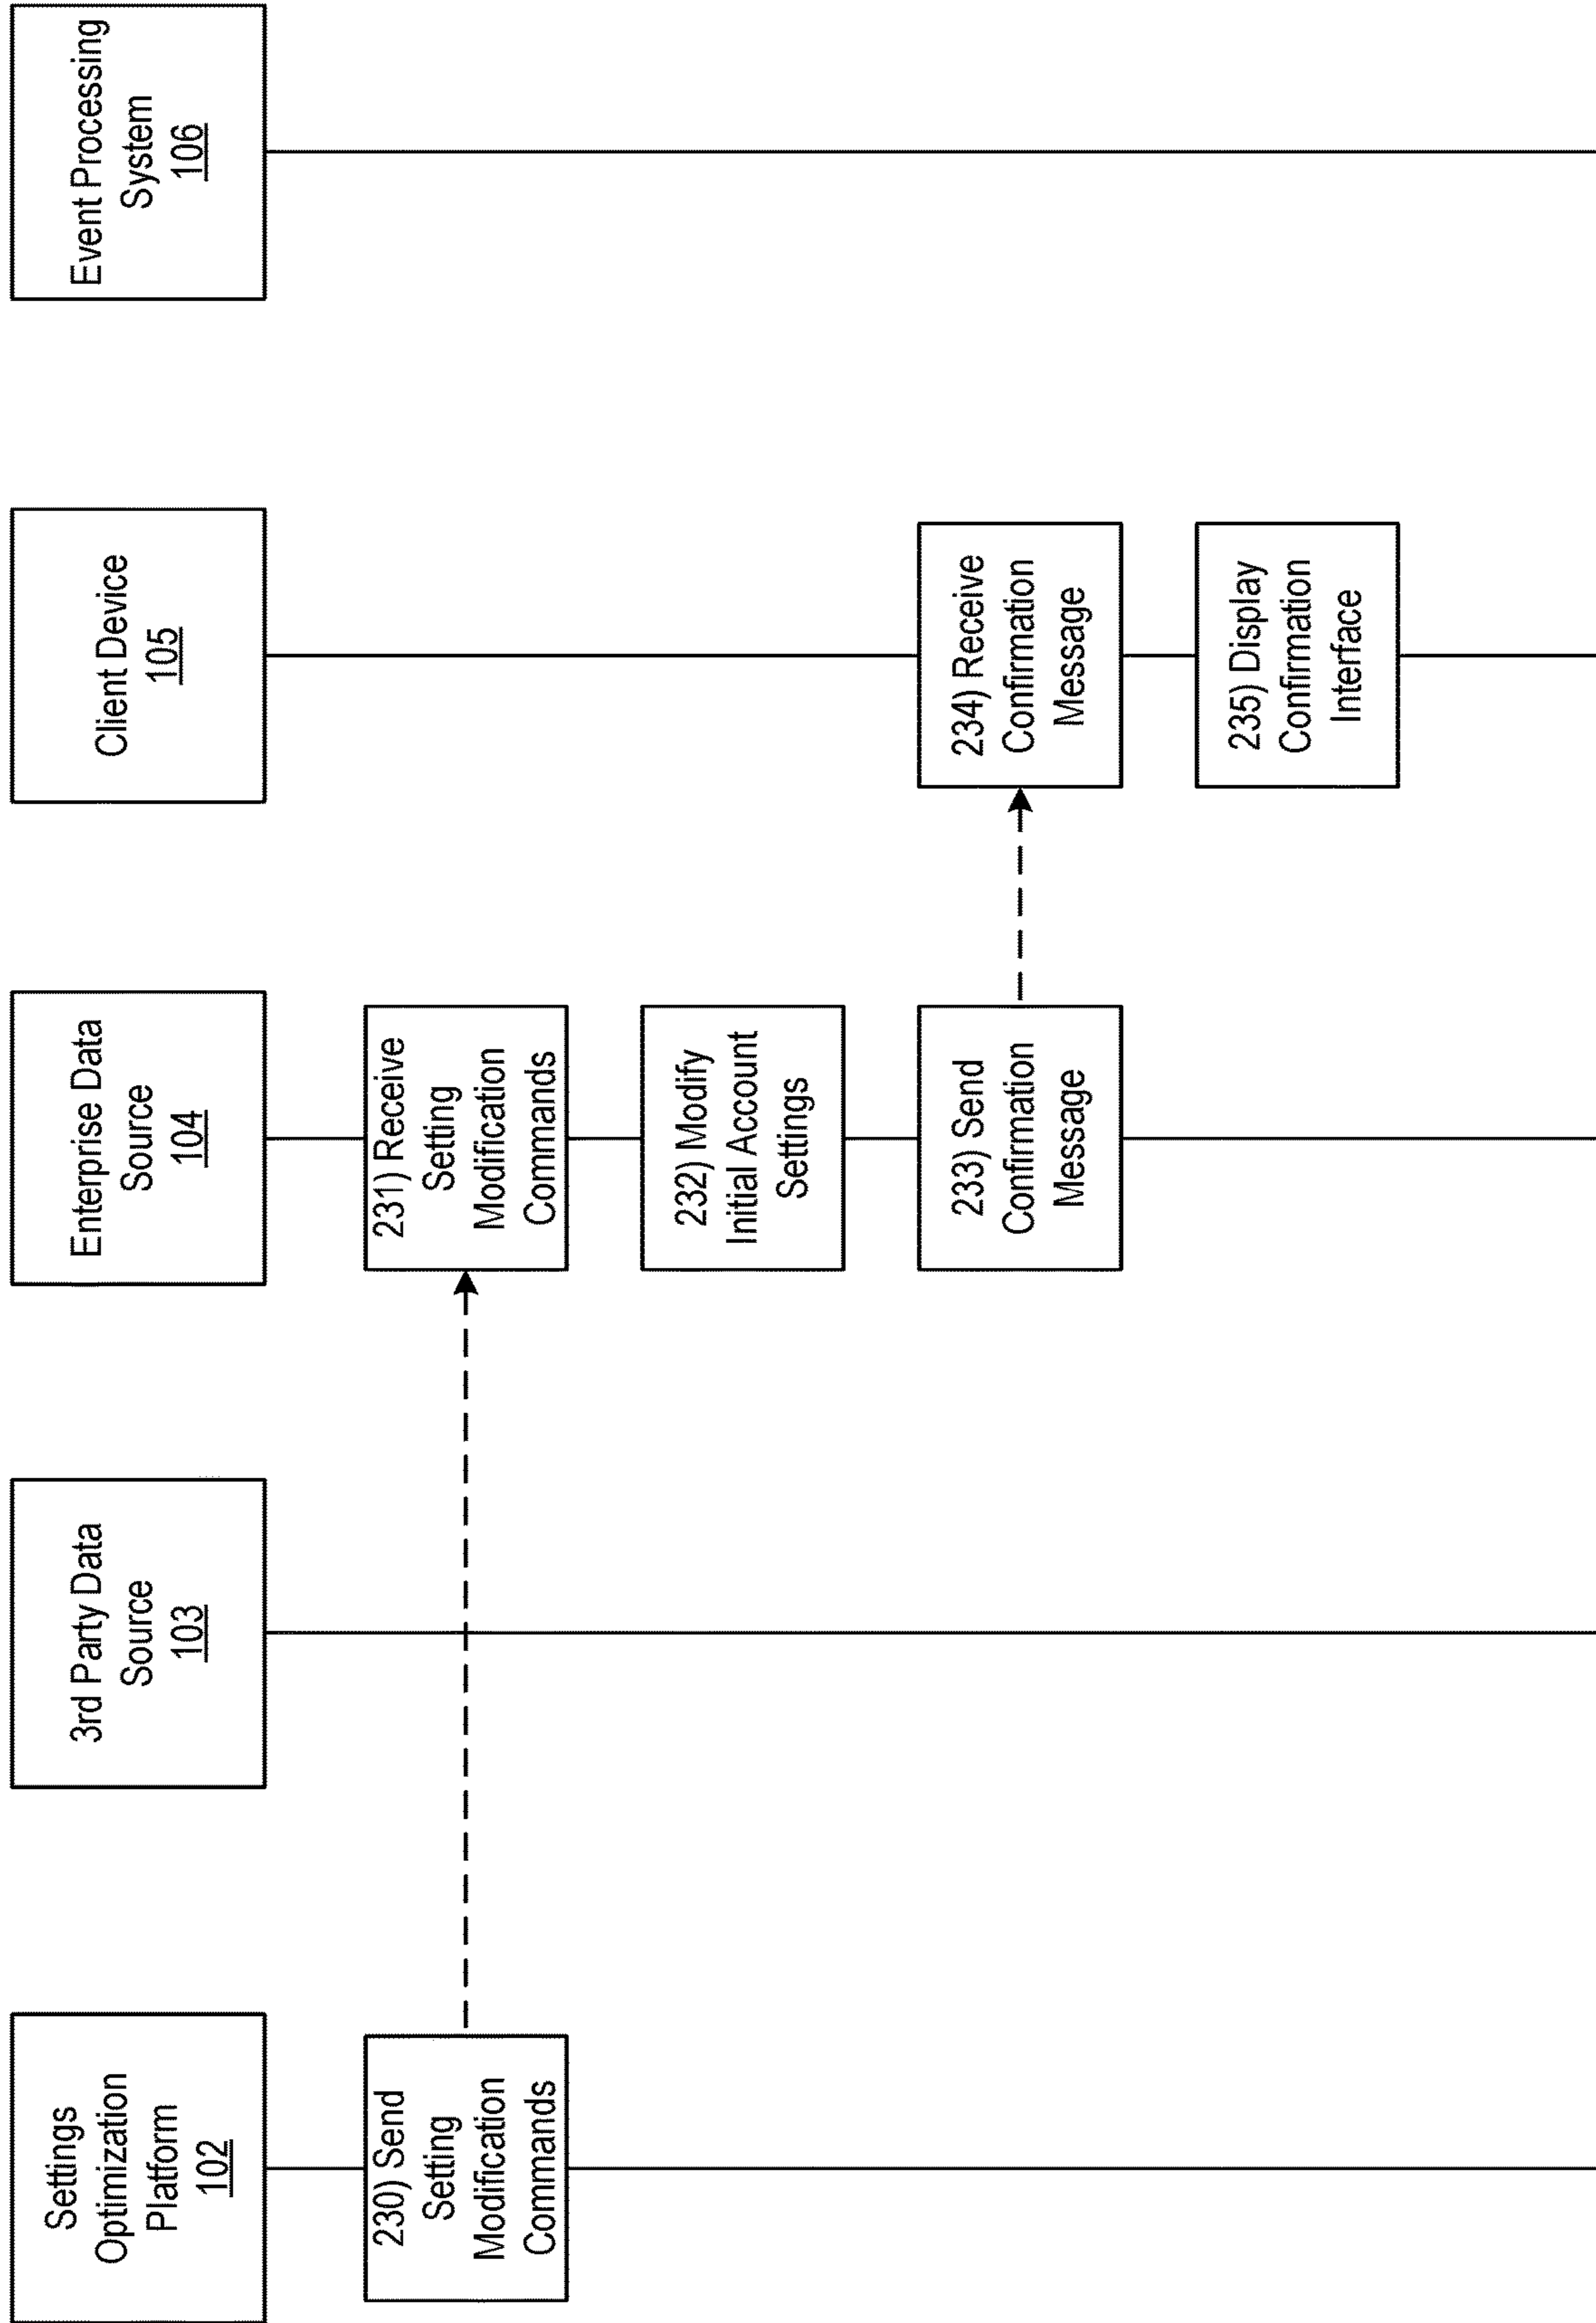 Settings
Optimization
Platform
102
3rd Party Data
Source
103
Enterprise Data
Source
104
Client Device
105
Event Processing
System
106
230) Send
Setting
Modification
Commands
231) Receive
Setting
Modification
Commands
232) Modify
Initial Account
Settings
233) Send
Confirmation
Message
234) Receive
Confirmation
Message
235) Display
Confirmation
Interface